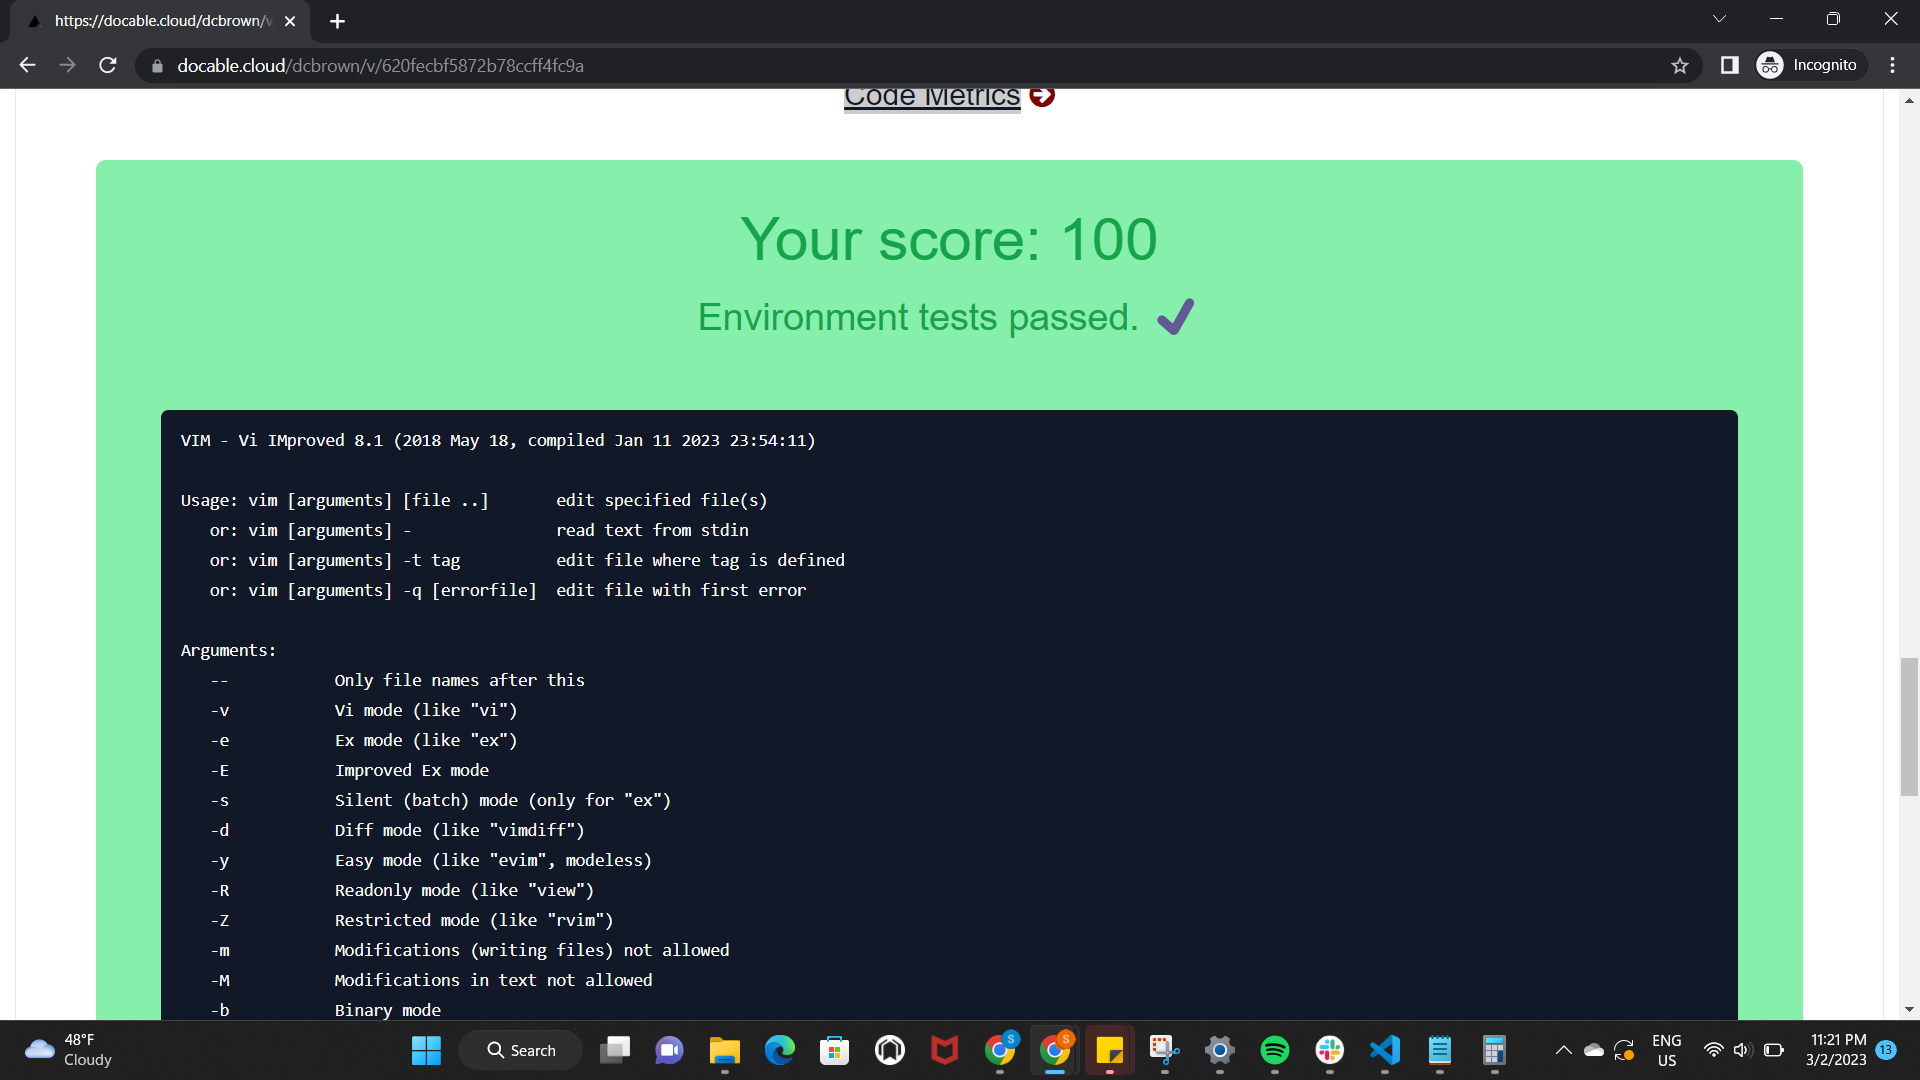 https://docable.cloud/dcbrown/v
docable.cloud/dcbrown/v/620fecbf5872b78ccff4fc9a
Incognito
Code Metrics
Your score: 100
Environment tests passed.
VIM - Vi IMproved 8.1 (2018 May 18, compiled Jan 11 2023 23:54:11)
Usage: vim [arguments] [file ..]       edit specified file(s)
   or: vim [arguments] -               read text from stdin
   or: vim [arguments] -t tag          edit file where tag is defined
   or: vim [arguments] -q [errorfile]  edit file with first error
Arguments:
   --           Only file names after this
   -v           Vi mode (like "vi")
   -e           Ex mode (like "ex")
   -E           Improved Ex mode
   -s           Silent (batch) mode (only for "ex")
   -d           Diff mode (like "vimdiff")
   -y           Easy mode (like "evim", modeless)
   -R           Readonly mode (like "view")
   -Z           Restricted mode (like "rvim")
   -m           Modifications (writing files) not allowed
   -M           Modifications in text not allowed
   -b           Binary mode
48°F
Cloudy
Search
S
S
ENG
US
11:21 PM
3/2/2023
13